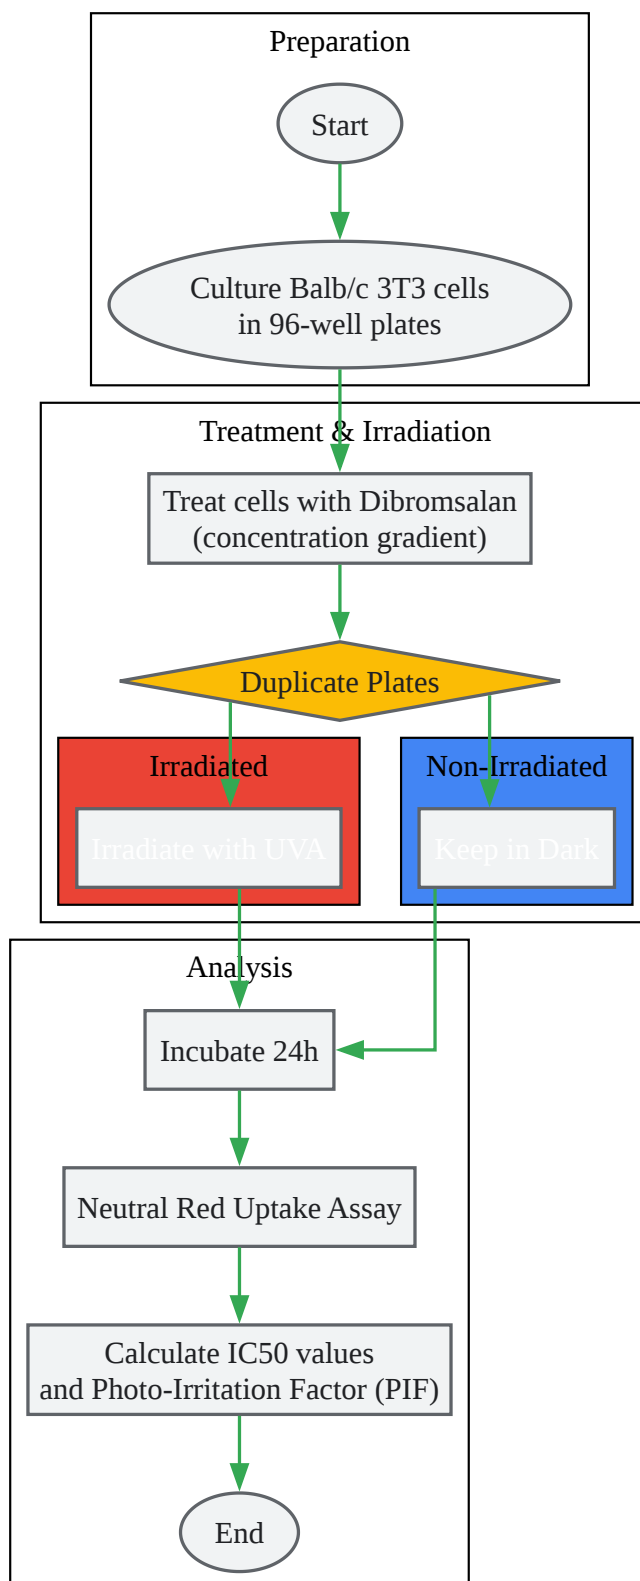 Preparation
Start
Culture Balb/c 3T3 cells
in 96-well plates
Treatment & Irradiation
Treat cells with Dibromsalan
(concentration gradient)
Duplicate Plates
Irradiated
Irradiate with UVA
Non-Irradiated
Keep in Dark
Analysis
Incubate 24h
Neutral Red Uptake Assay
Calculate IC50 values
and Photo-Irritation Factor (PIF)
End